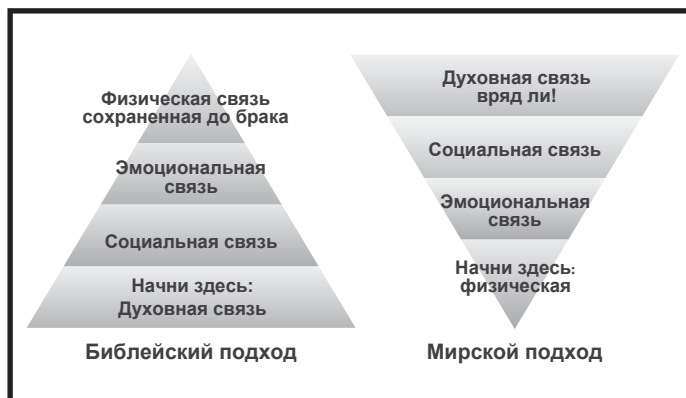 Физическая связь
сохраненная до брака
Эмоциональная
связь
Социальная связь
Начни здесь:
Духовная связь
Библейский подход
Духовная связь
вряд ли!
Социальная связь
Эмоциональная
связь
Начни здесь:
физическая
Мирской подход